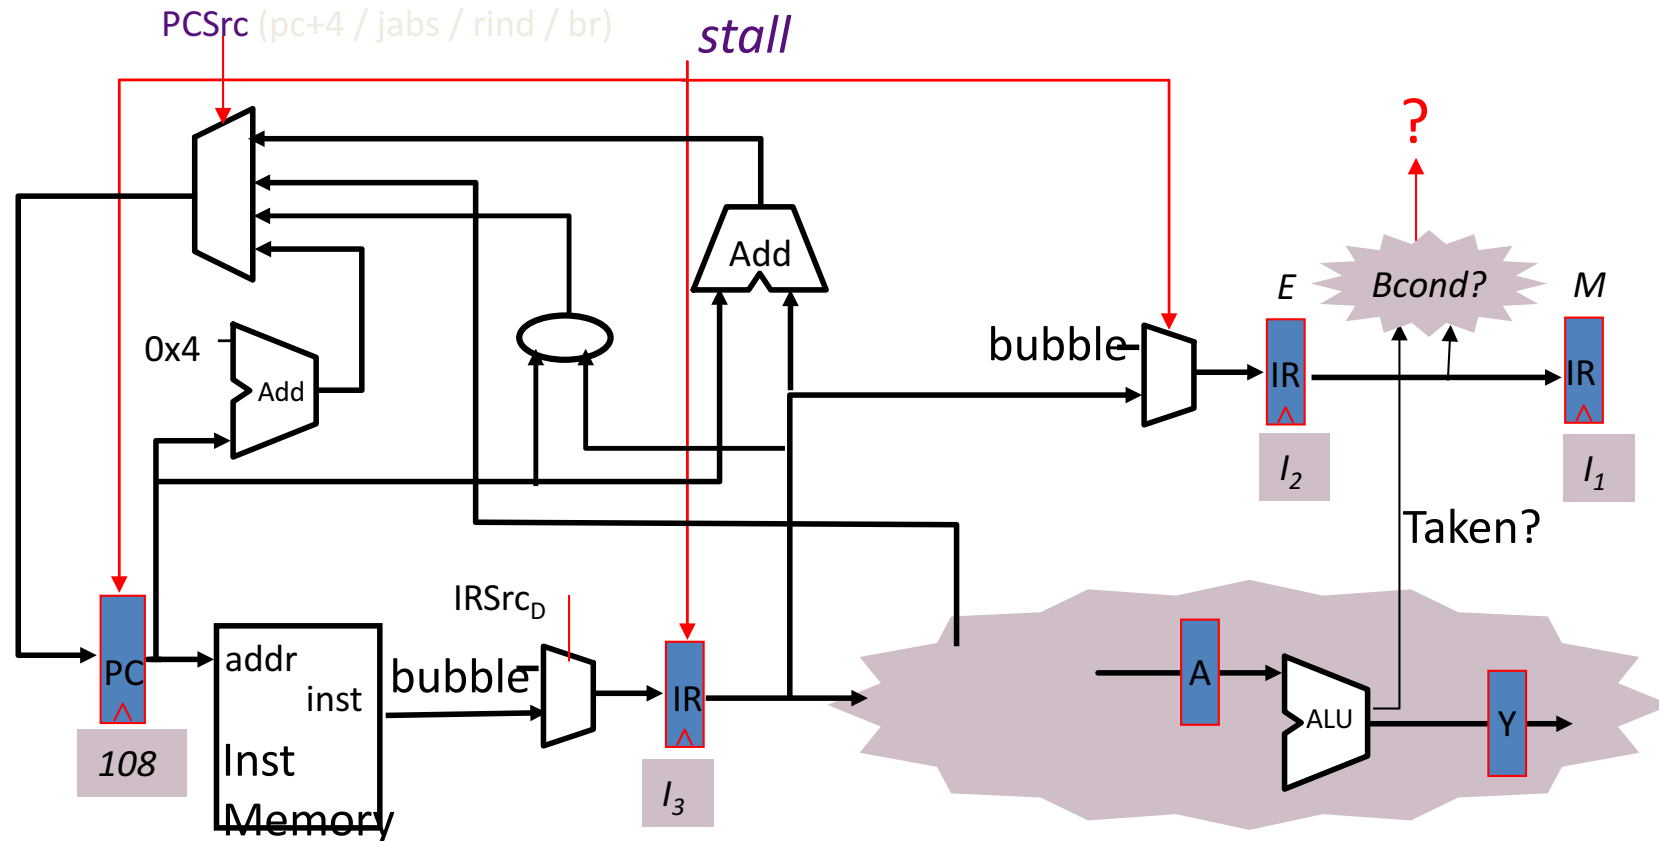 PCSrc (pc+4 / jabs / rind / br)
stall
?
Add
E
Bcond?
M
0x4
Add
bubble
IR
IR
I2
I1
Taken?
IRSrcD
PC
addr
inst
bubble
IR
A
ALU
Y
108
Inst
Memory
I3